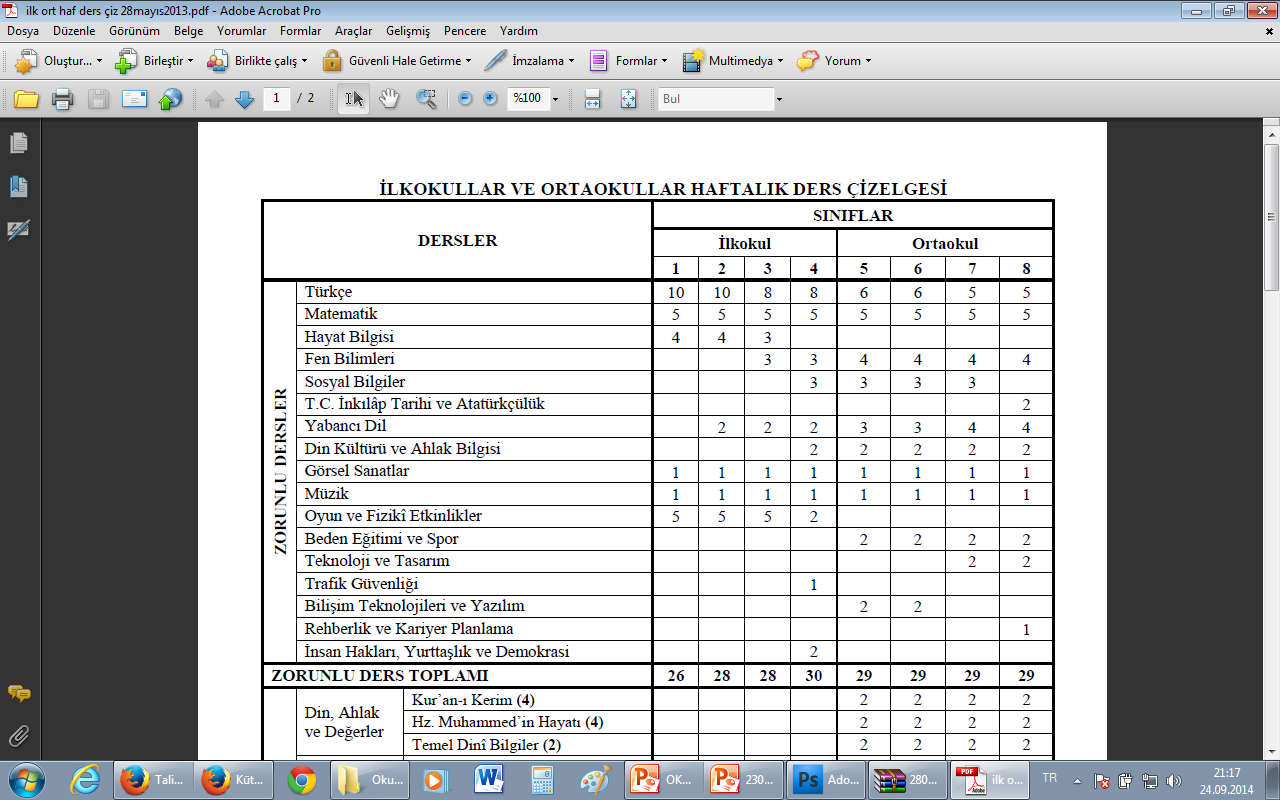 ilk ort haf ders çiz 28mayıs2013.pdf - Adobe Acrobat Pro
Dosya Düzenle Görünüm Belge Yorumlar Formlar Araçlar Gelişmiş Pencere Yardım
Oluştur... Birleştir Birlikte çalış Güvenli Hale Getirme İmzalama Formlar Multimedya Yorum
1 / 2 %100 Bul
İLKOKULLAR VE ORTAOKULLAR HAFTALIK DERS ÇİZELGESİ
DERSLER SINIFLAR
İlkokul Ortaokul
1 2 3 4 5 6 7 8
ZORUNLU DERSLER
Türkçe 10 10 8 8 6 6 5 5
Matematik 5 5 5 5 5 5 5 5
Hayat Bilgisi 4 4 3
Fen Bilimleri 3 3 4 4 4 4
Sosyal Bilgiler 3 3 3 3
T.C. İnkılâp Tarihi ve Atatürkçülük 2
Yabancı Dil 2 2 2 3 3 4 4
Din Kültürü ve Ahlak Bilgisi 2 2 2 2 2
Görsel Sanatlar 1 1 1 1 1 1 1 1
Müzik 1 1 1 1 1 1 1 1
Oyun ve Fizikî Etkinlikler 5 5 5 2
Beden Eğitimi ve Spor 2 2 2 2
Teknoloji ve Tasarım 2 2
Trafik Güvenliği 1
Bilişim Teknolojileri ve Yazılım 2 2
Rehberlik ve Kariyer Planlama 1
İnsan Hakları, Yurttaşlık ve Demokrasi 2
ZORUNLU DERS TOPLAMI 26 28 28 30 29 29 29 29
Din, Ahlak
ve Değerler
Kur'an-ı Kerim (4) 2 2 2 2
Hz. Muhammed'in Hayatı (4) 2 2 2 2
Temel Dinî Bilgiler (2) 2 2 2 2
Tali... Küt... Oku... OK... 230... Ado... 280... ilk o... TR 21:17
24.09.2014